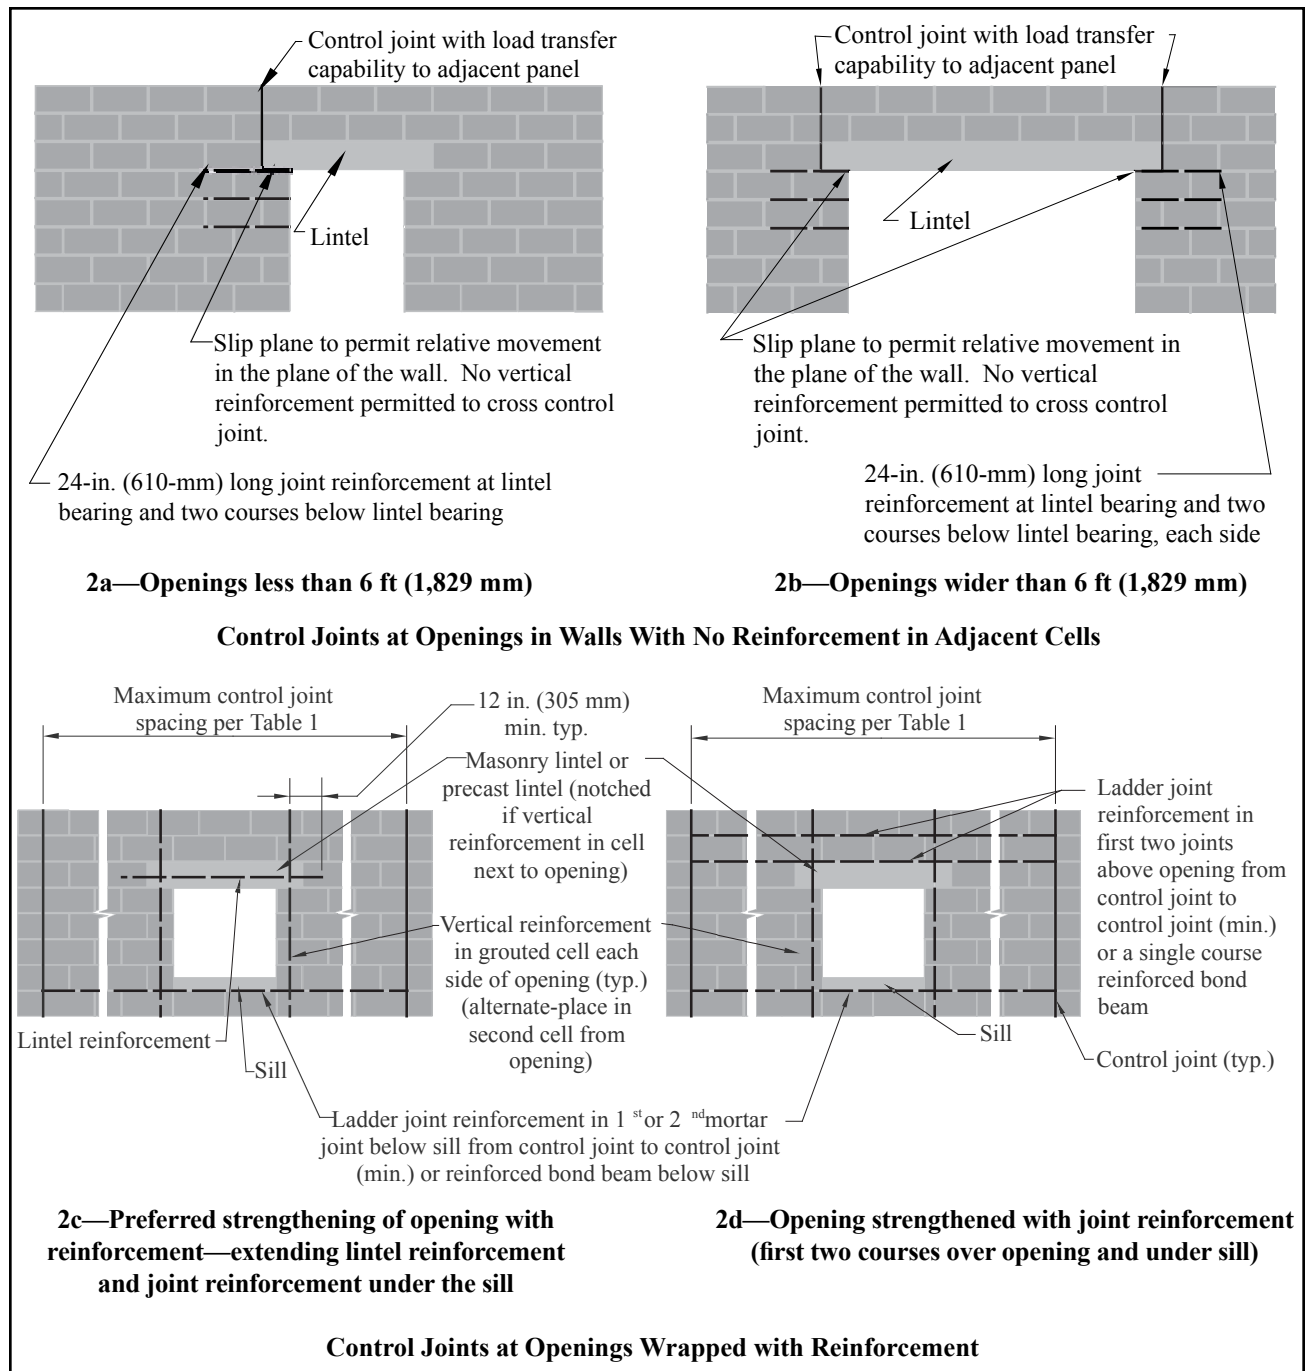 Control joint with load transfer
capability to adjacent panel
Lintel
Slip plane to permit relative movement
in the plane of the wall.  No vertical
reinforcement permitted to cross control
joint.
24-in. (610-mm) long joint reinforcement at lintel
bearing and two courses below lintel bearing
2a—Openings less than 6 ft (1,829 mm)
Control joint with load transfer
capability to adjacent panel
Lintel
Slip plane to permit relative movement in
the plane of the wall.  No vertical
reinforcement permitted to cross control
joint.
24-in. (610-mm) long joint
reinforcement at lintel bearing and two
courses below lintel bearing, each side
2b—Openings wider than 6 ft (1,829 mm)
Control Joints at Openings in Walls With No Reinforcement in Adjacent Cells
Maximum control joint
spacing per Table 1
12 in. (305 mm)
min. typ.
Masonry lintel or
precast lintel (notched
if vertical
reinforcement in cell
next to opening)
Vertical reinforcement
in grouted cell each
side of opening (typ.)
(alternate-place in
second cell from
opening)
Lintel reinforcement
Sill
Maximum control joint
spacing per Table 1
Ladder joint
reinforcement in
first two joints
above opening from
control joint to
control joint (min.)
or a single course
reinforced bond
beam
Sill
Control joint (typ.)
Ladder joint reinforcement in 1 st or 2 nd mortar
joint below sill from control joint to control joint
(min.) or reinforced bond beam below sill
2c—Preferred strengthening of opening with
reinforcement—extending lintel reinforcement
and joint reinforcement under the sill
2d—Opening strengthened with joint reinforcement
(first two courses over opening and under sill)
Control Joints at Openings Wrapped with Reinforcement